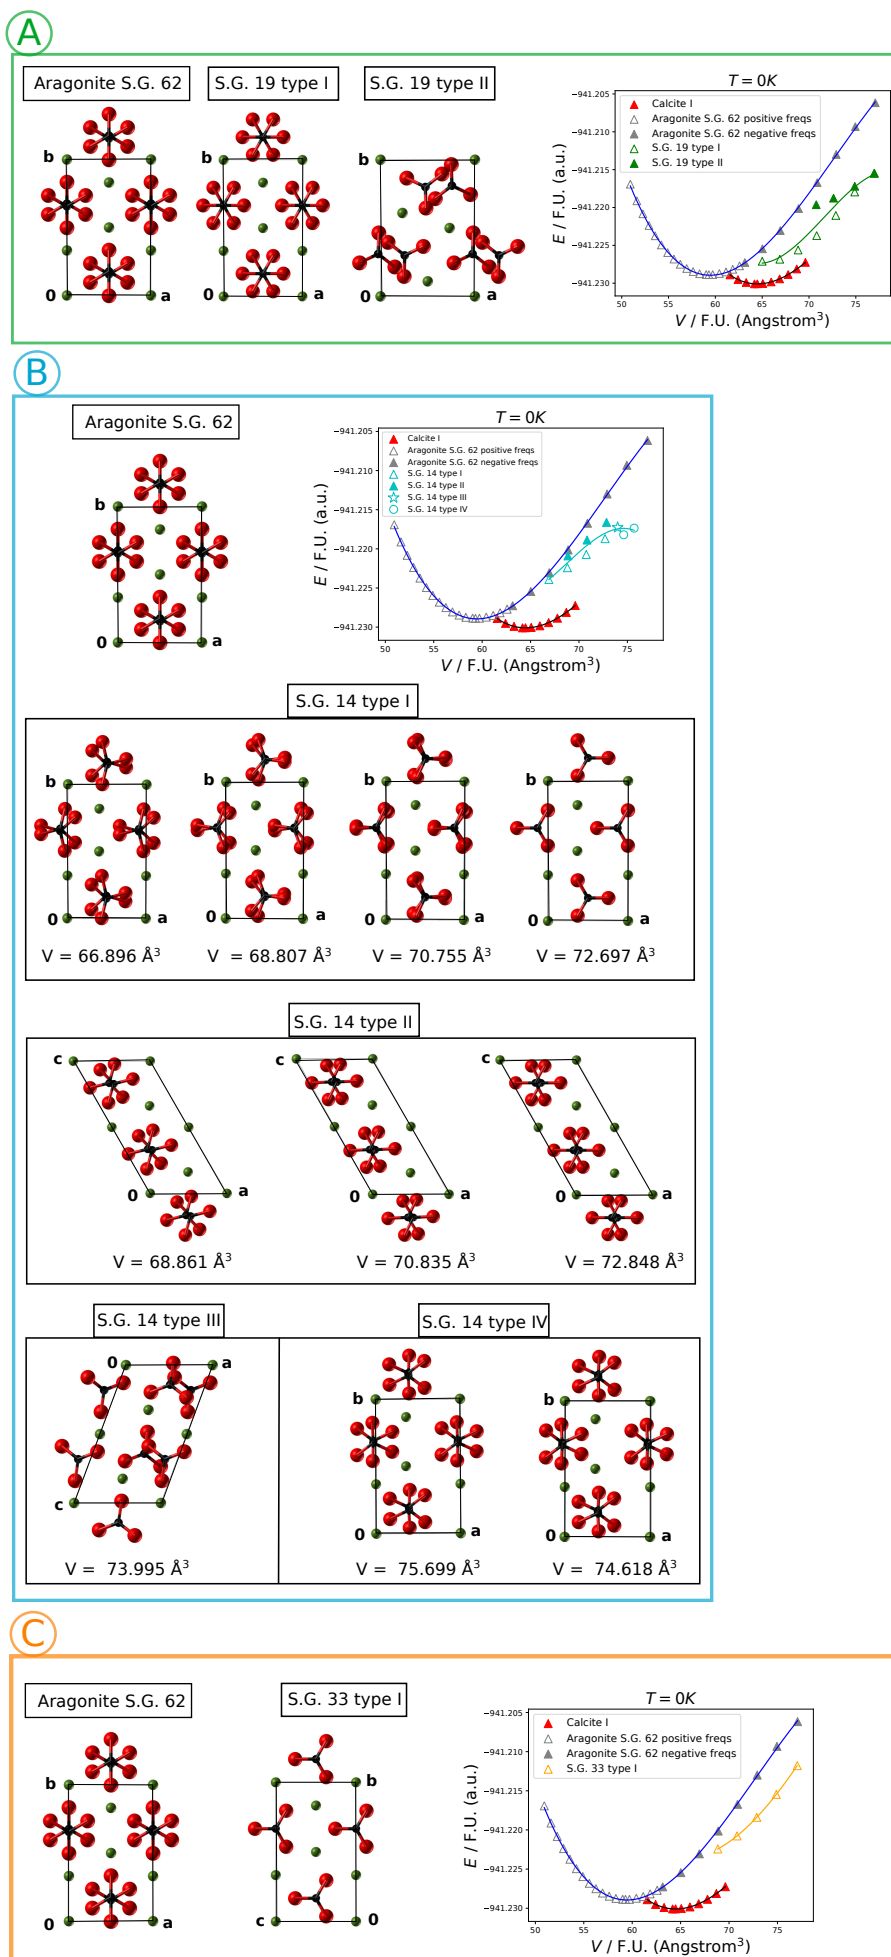 A
Aragonite S.G. 62
S.G. 19 type I
S.G. 19 type II
b
0
a
b
0
a
b
0
a
T = 0K
Calcite I
Aragonite S.G. 62 positive freqs
Aragonite S.G. 62 negative freqs
S.G. 19 type I
S.G. 19 type II
E / F.U. (a.u.)
−941.205
−941.210
−941.215
−941.220
−941.225
−941.230
50 55 60 65 70 75
V / F.U. (Angstrom³)
B
Aragonite S.G. 62
b
0
a
T = 0K
Calcite I
Aragonite S.G. 62 positive freqs
Aragonite S.G. 62 negative freqs
S.G. 14 type I
S.G. 14 type II
S.G. 14 type III
S.G. 14 type IV
E / F.U. (a.u.)
−941.205
−941.210
−941.215
−941.220
−941.225
−941.230
50 55 60 65 70 75
V / F.U. (Angstrom³)
S.G. 14 type I
b
0
a
b
0
a
b
0
a
b
0
a
V = 66.896 Å³
V = 68.807 Å³
V = 70.755 Å³
V = 72.697 Å³
S.G. 14 type II
c
0
a
c
0
a
c
0
a
V = 68.861 Å³
V = 70.835 Å³
V = 72.848 Å³
S.G. 14 type III
S.G. 14 type IV
0
a
c
b
0
a
b
0
a
V = 73.995 Å³
V = 75.699 Å³
V = 74.618 Å³
C
Aragonite S.G. 62
S.G. 33 type I
b
0
a
b
c
0
T = 0K
Calcite I
Aragonite S.G. 62 positive freqs
Aragonite S.G. 62 negative freqs
S.G. 33 type I
E / F.U. (a.u.)
−941.205
−941.210
−941.215
−941.220
−941.225
−941.230
50 55 60 65 70 75
V / F.U. (Angstrom³)